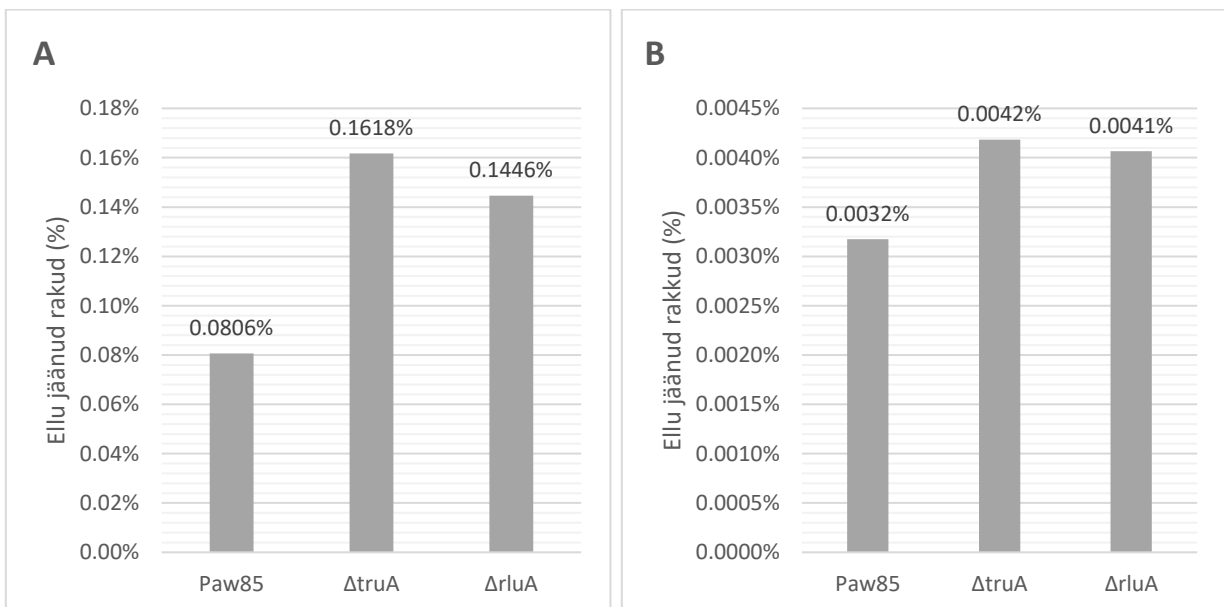 A
Ellu jäänud rakud (%)
0.18%
0.16%
0.14%
0.12%
0.10%
0.08%
0.06%
0.04%
0.02%
0.00%
0.0806%
0.1618%
0.1446%
Paw85
ΔtruA
ΔrluA
B
Ellu jäänud rakkud (%)
0.0045%
0.0040%
0.0035%
0.0030%
0.0025%
0.0020%
0.0015%
0.0010%
0.0005%
0.0000%
0.0032%
0.0042%
0.0041%
Paw85
ΔtruA
ΔrluA